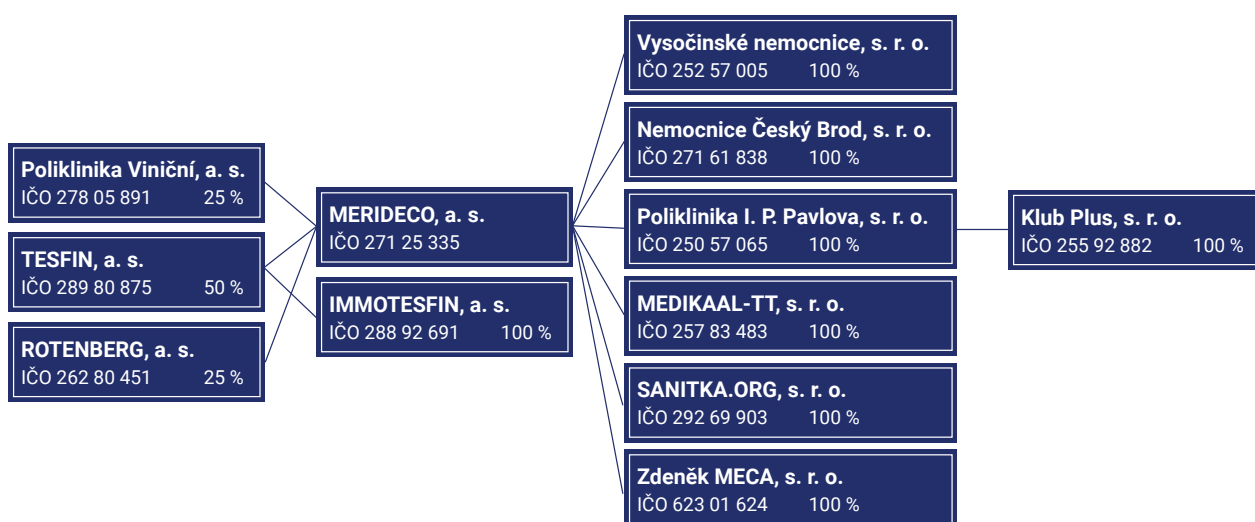 Poliklinika Viniční, a. s.
IČO 278 05 891 25 %
TESFIN, a. s.
IČO 289 80 875 50 %
ROTENBERG, a. s.
IČO 262 80 451 25 %
MERIDECO, a. s.
IČO 271 25 335
IMMOTESFIN, a. s.
IČO 288 92 691 100 %
Vysočinské nemocnice, s. r. o.
IČO 252 57 005 100 %
Nemocnice Český Brod, s. r. o.
IČO 271 61 838 100 %
Poliklinika I. P. Pavlova, s. r. o.
IČO 250 57 065 100 %
MEDIKAAL-TT, s. r. o.
IČO 257 83 483 100 %
SANITKA.ORG, s. r. o.
IČO 292 69 903 100 %
Zdeněk MECA, s. r. o.
IČO 623 01 624 100 %
Klub Plus, s. r. o.
IČO 255 92 882 100 %